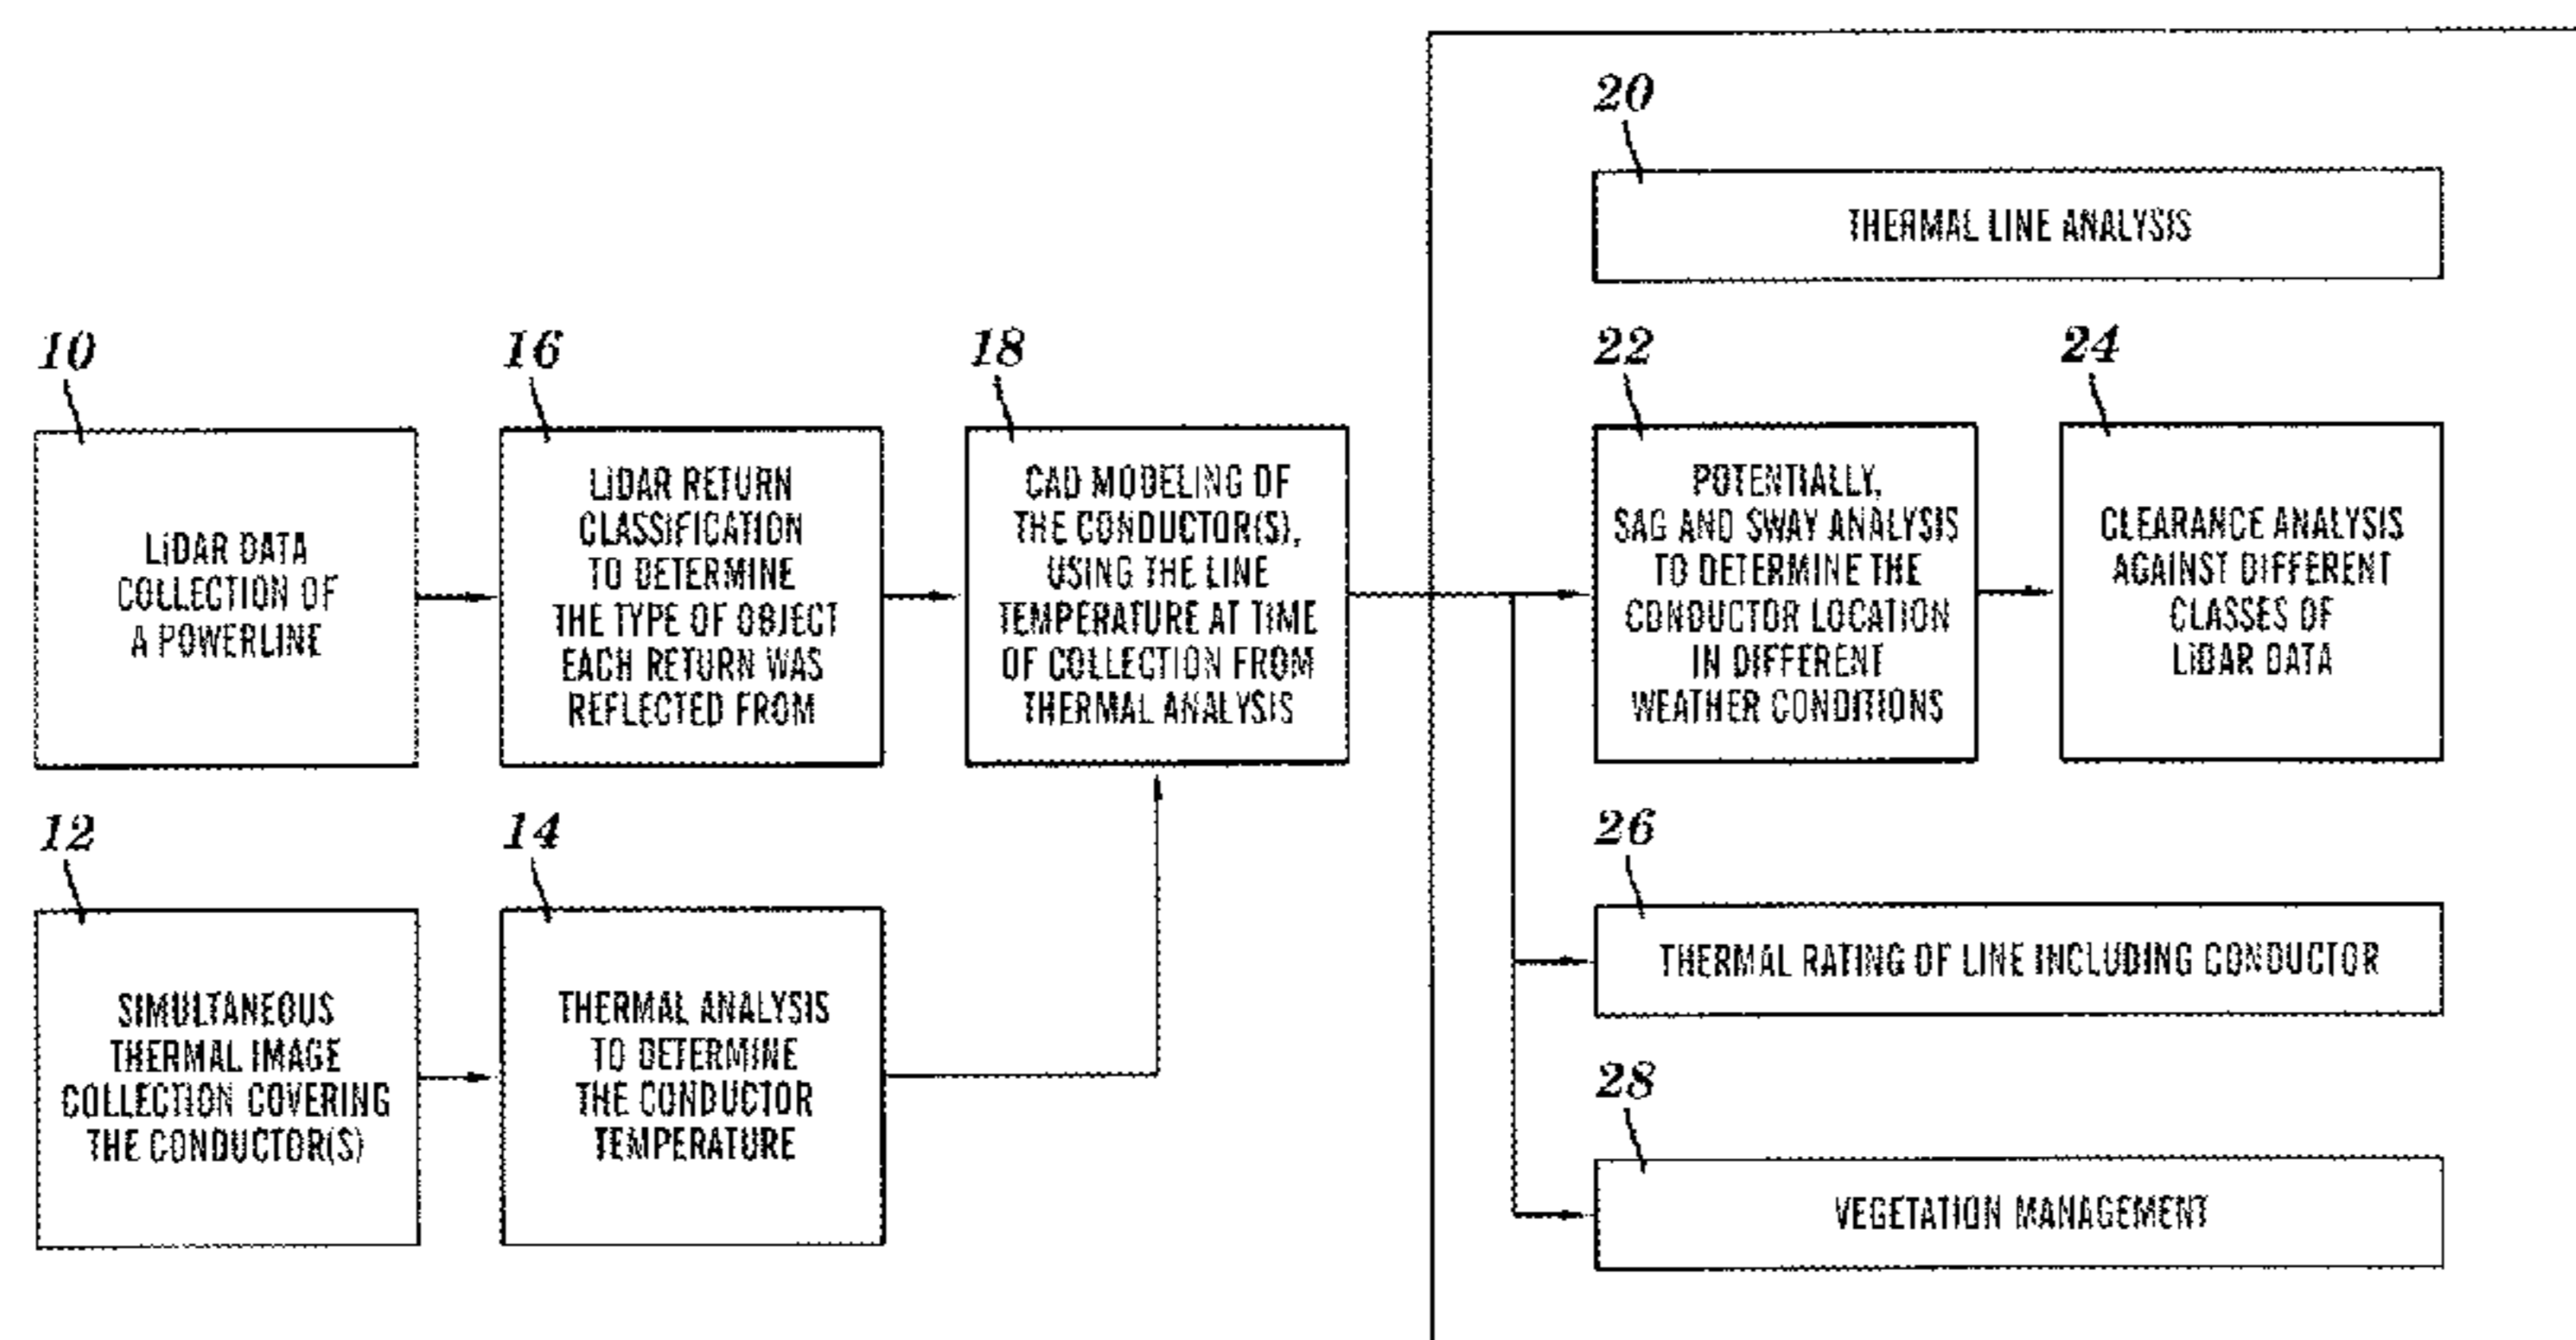 20
THERMAL LINE ANALYSIS
10
LiDAR DATA
COLLECTION OF
A POWERLINE
16
LiDAR RETURN
CLASSIFICATION
TO DETERMINE
THE TYPE OF OBJECT
EACH RETURN WAS
REFLECTED FROM
18
CAD MODELING OF
THE CONDUCTOR(S),
USING THE LINE
TEMPERATURE AT TIME
OF COLLECTION FROM
THERMAL ANALYSIS
22
POTENTIALLY,
SAG AND SWAY ANALYSIS
TO DETERMINE THE
CONDUCTOR LOCATION
IN DIFFERENT
WEATHER CONDITIONS
24
CLEARANCE ANALYSIS
AGAINST DIFFERENT
CLASSES OF
LiDAR DATA
12
SIMULTANEOUS
THERMAL IMAGE
COLLECTION COVERING
THE CONDUCTOR(S)
14
THERMAL ANALYSIS
TO DETERMINE
THE CONDUCTOR
TEMPERATURE
26
THERMAL RATING OF LINE INCLUDING CONDUCTOR
28
VEGETATION MANAGEMENT